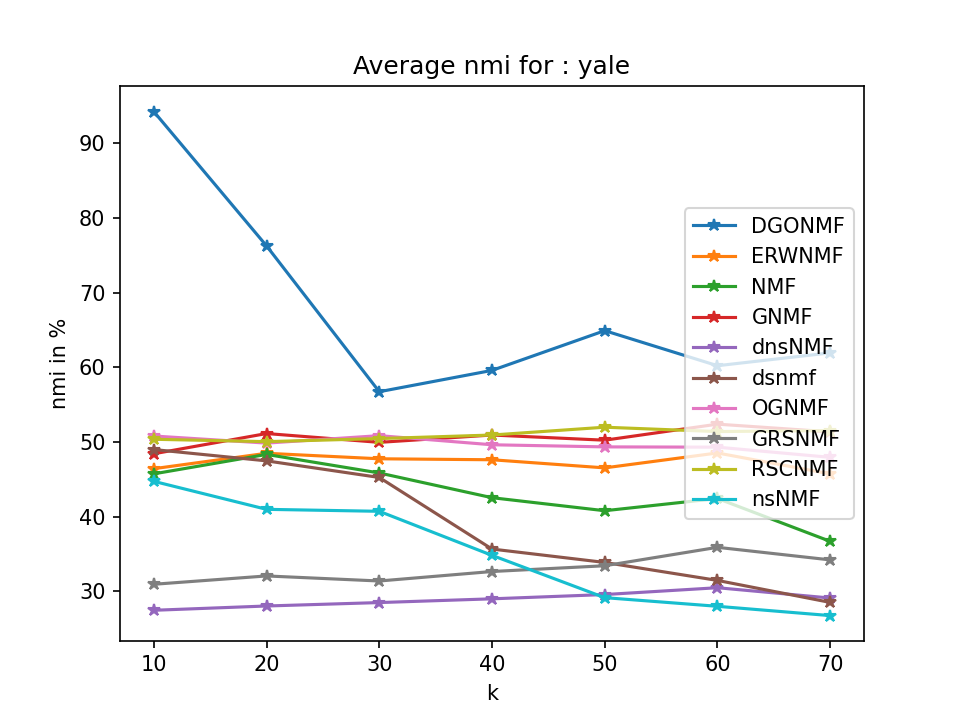 Average nmi for : yale
nmi in %
90
80
70
60
50
40
30
DGONMF
ERWNMF
NMF
GNMF
dnsNMF
dsnmf
OGNMF
GRSNMF
RSCNMF
nsNMF
10 20 30 40 50 60 70
k